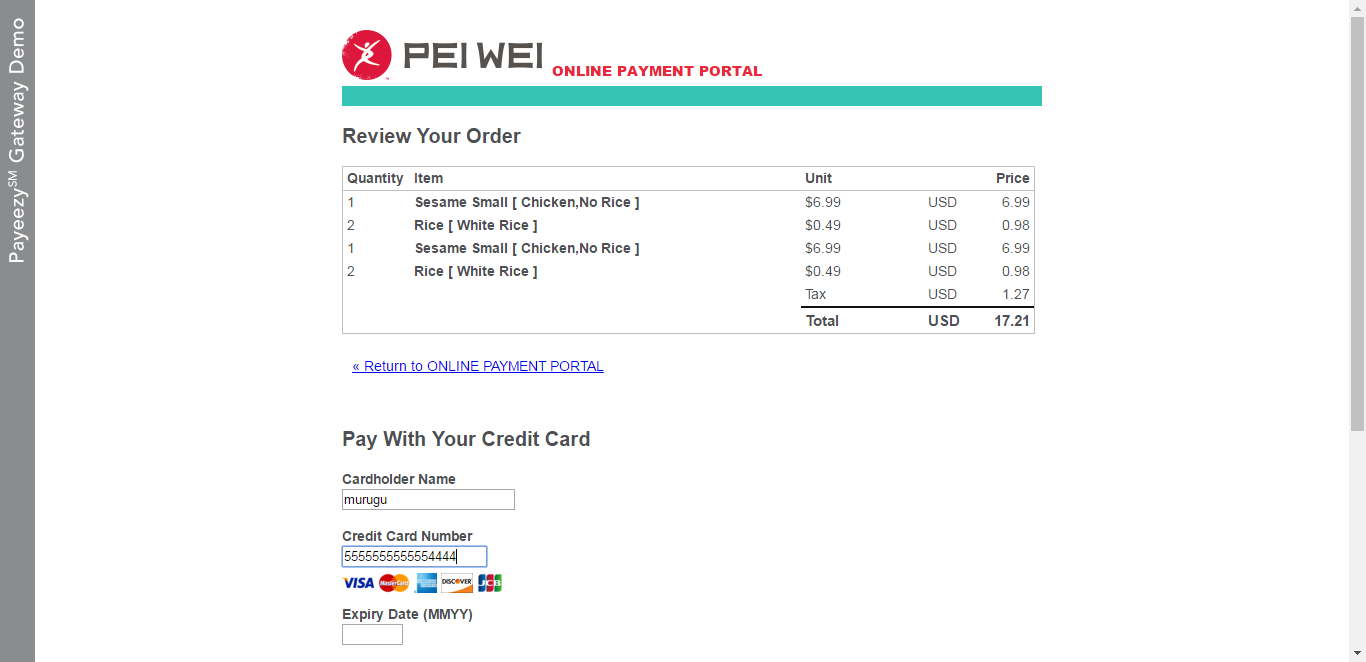 Payeezy℠ Gateway Demo
PEI WEI ONLINE PAYMENT PORTAL
Review Your Order
Quantity Item Unit Price
1 Sesame Small [ Chicken,No Rice ] $6.99 USD 6.99
2 Rice [ White Rice ] $0.49 USD 0.98
1 Sesame Small [ Chicken,No Rice ] $6.99 USD 6.99
2 Rice [ White Rice ] $0.49 USD 0.98
Tax USD 1.27
Total USD 17.21
« Return to ONLINE PAYMENT PORTAL
Pay With Your Credit Card
Cardholder Name
murugu
Credit Card Number
5555555555554444
VISA MasterCard DISCOVER JCB
Expiry Date (MMYY)